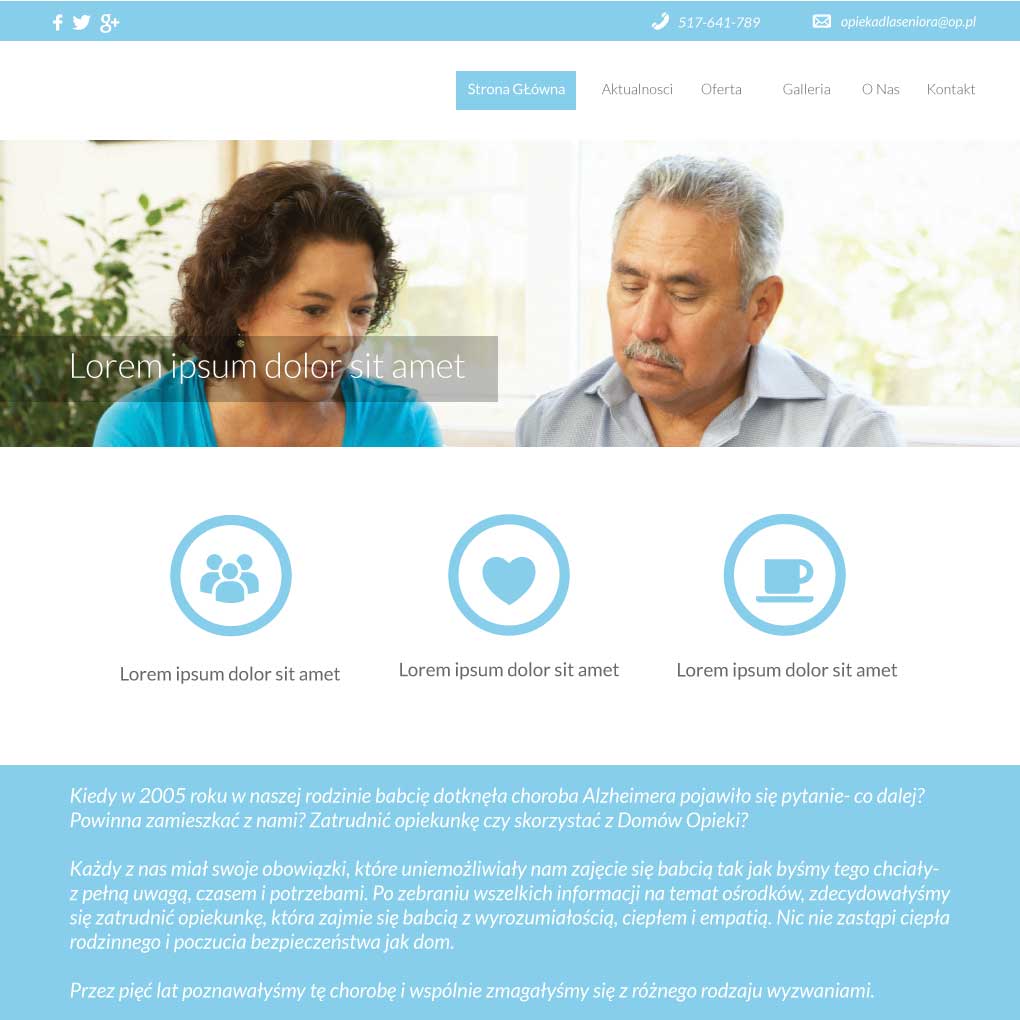 517-641-789 opiekadlaseniora@op.pl
Strona GŁówna Aktualnosci Oferta Galleria O Nas Kontakt
Lorem ipsum dolor sit amet
Lorem ipsum dolor sit amet Lorem ipsum dolor sit amet Lorem ipsum dolor sit amet
Kiedy w 2005 roku w naszej rodzinie babcię dotknęła choroba Alzheimera pojawiło się pytanie- co dalej?
Powinna zamieszkać z nami? Zatrudnić opiekunkę czy skorzystać z Domów Opieki?
Każdy z nas miał swoje obowiązki, które uniemożliwiały nam zajęcie się babcią tak jak byśmy tego chciały-
z pełną uwagą, czasem i potrzebami. Po zebraniu wszelkich informacji na temat ośrodków, zdecydowałyśmy
się zatrudnić opiekunkę, która zajmie się babcią z wyrozumiałością, ciepłem i empatią. Nic nie zastąpi ciepła
rodzinnego i poczucia bezpieczeństwa jak dom.
Przez pięć lat poznawałyśmy tę chorobę i wspólnie zmagałyśmy się z różnego rodzaju wyzwaniami.